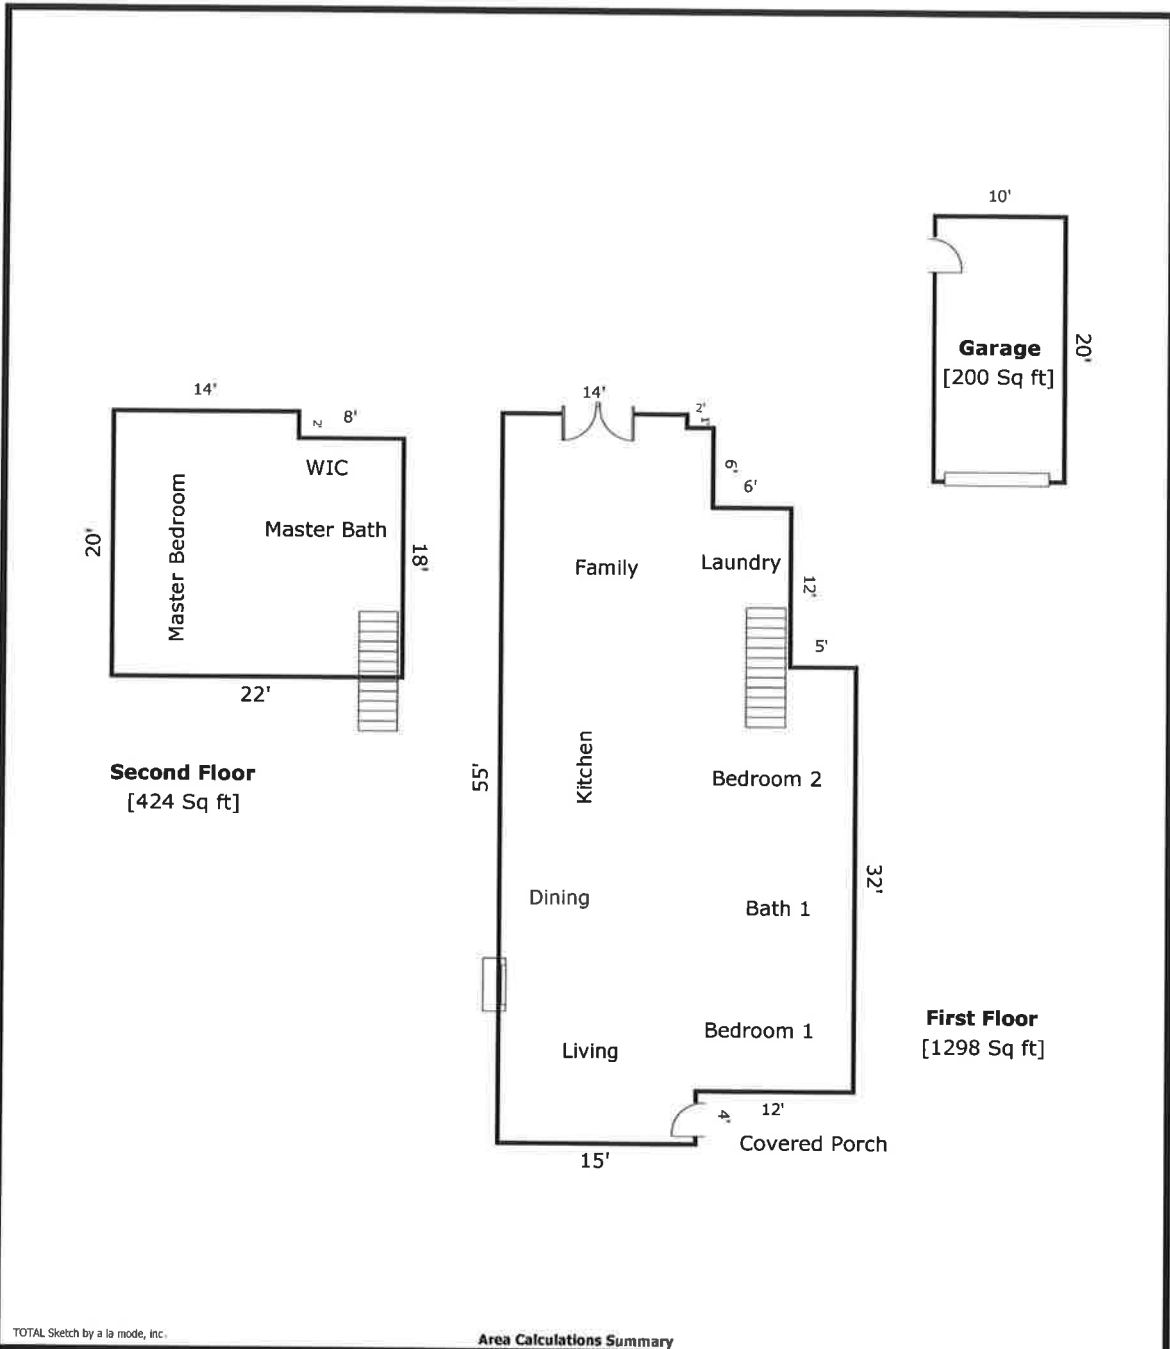 10'
Garage
[200 Sq ft]
20'
14'
2'
8'
WIC
Master Bath
Master Bedroom
20'
18'
22'
Second Floor
[424 Sq ft]
14'
2'
1'
6'
6'
Family
Laundry
12'
5'
55'
Kitchen
Bedroom 2
32'
Dining
Bath 1
Living
Bedroom 1
First Floor
[1298 Sq ft]
4'
12'
Covered Porch
15'
TOTAL Sketch by a la mode, inc.
Area Calculations Summary